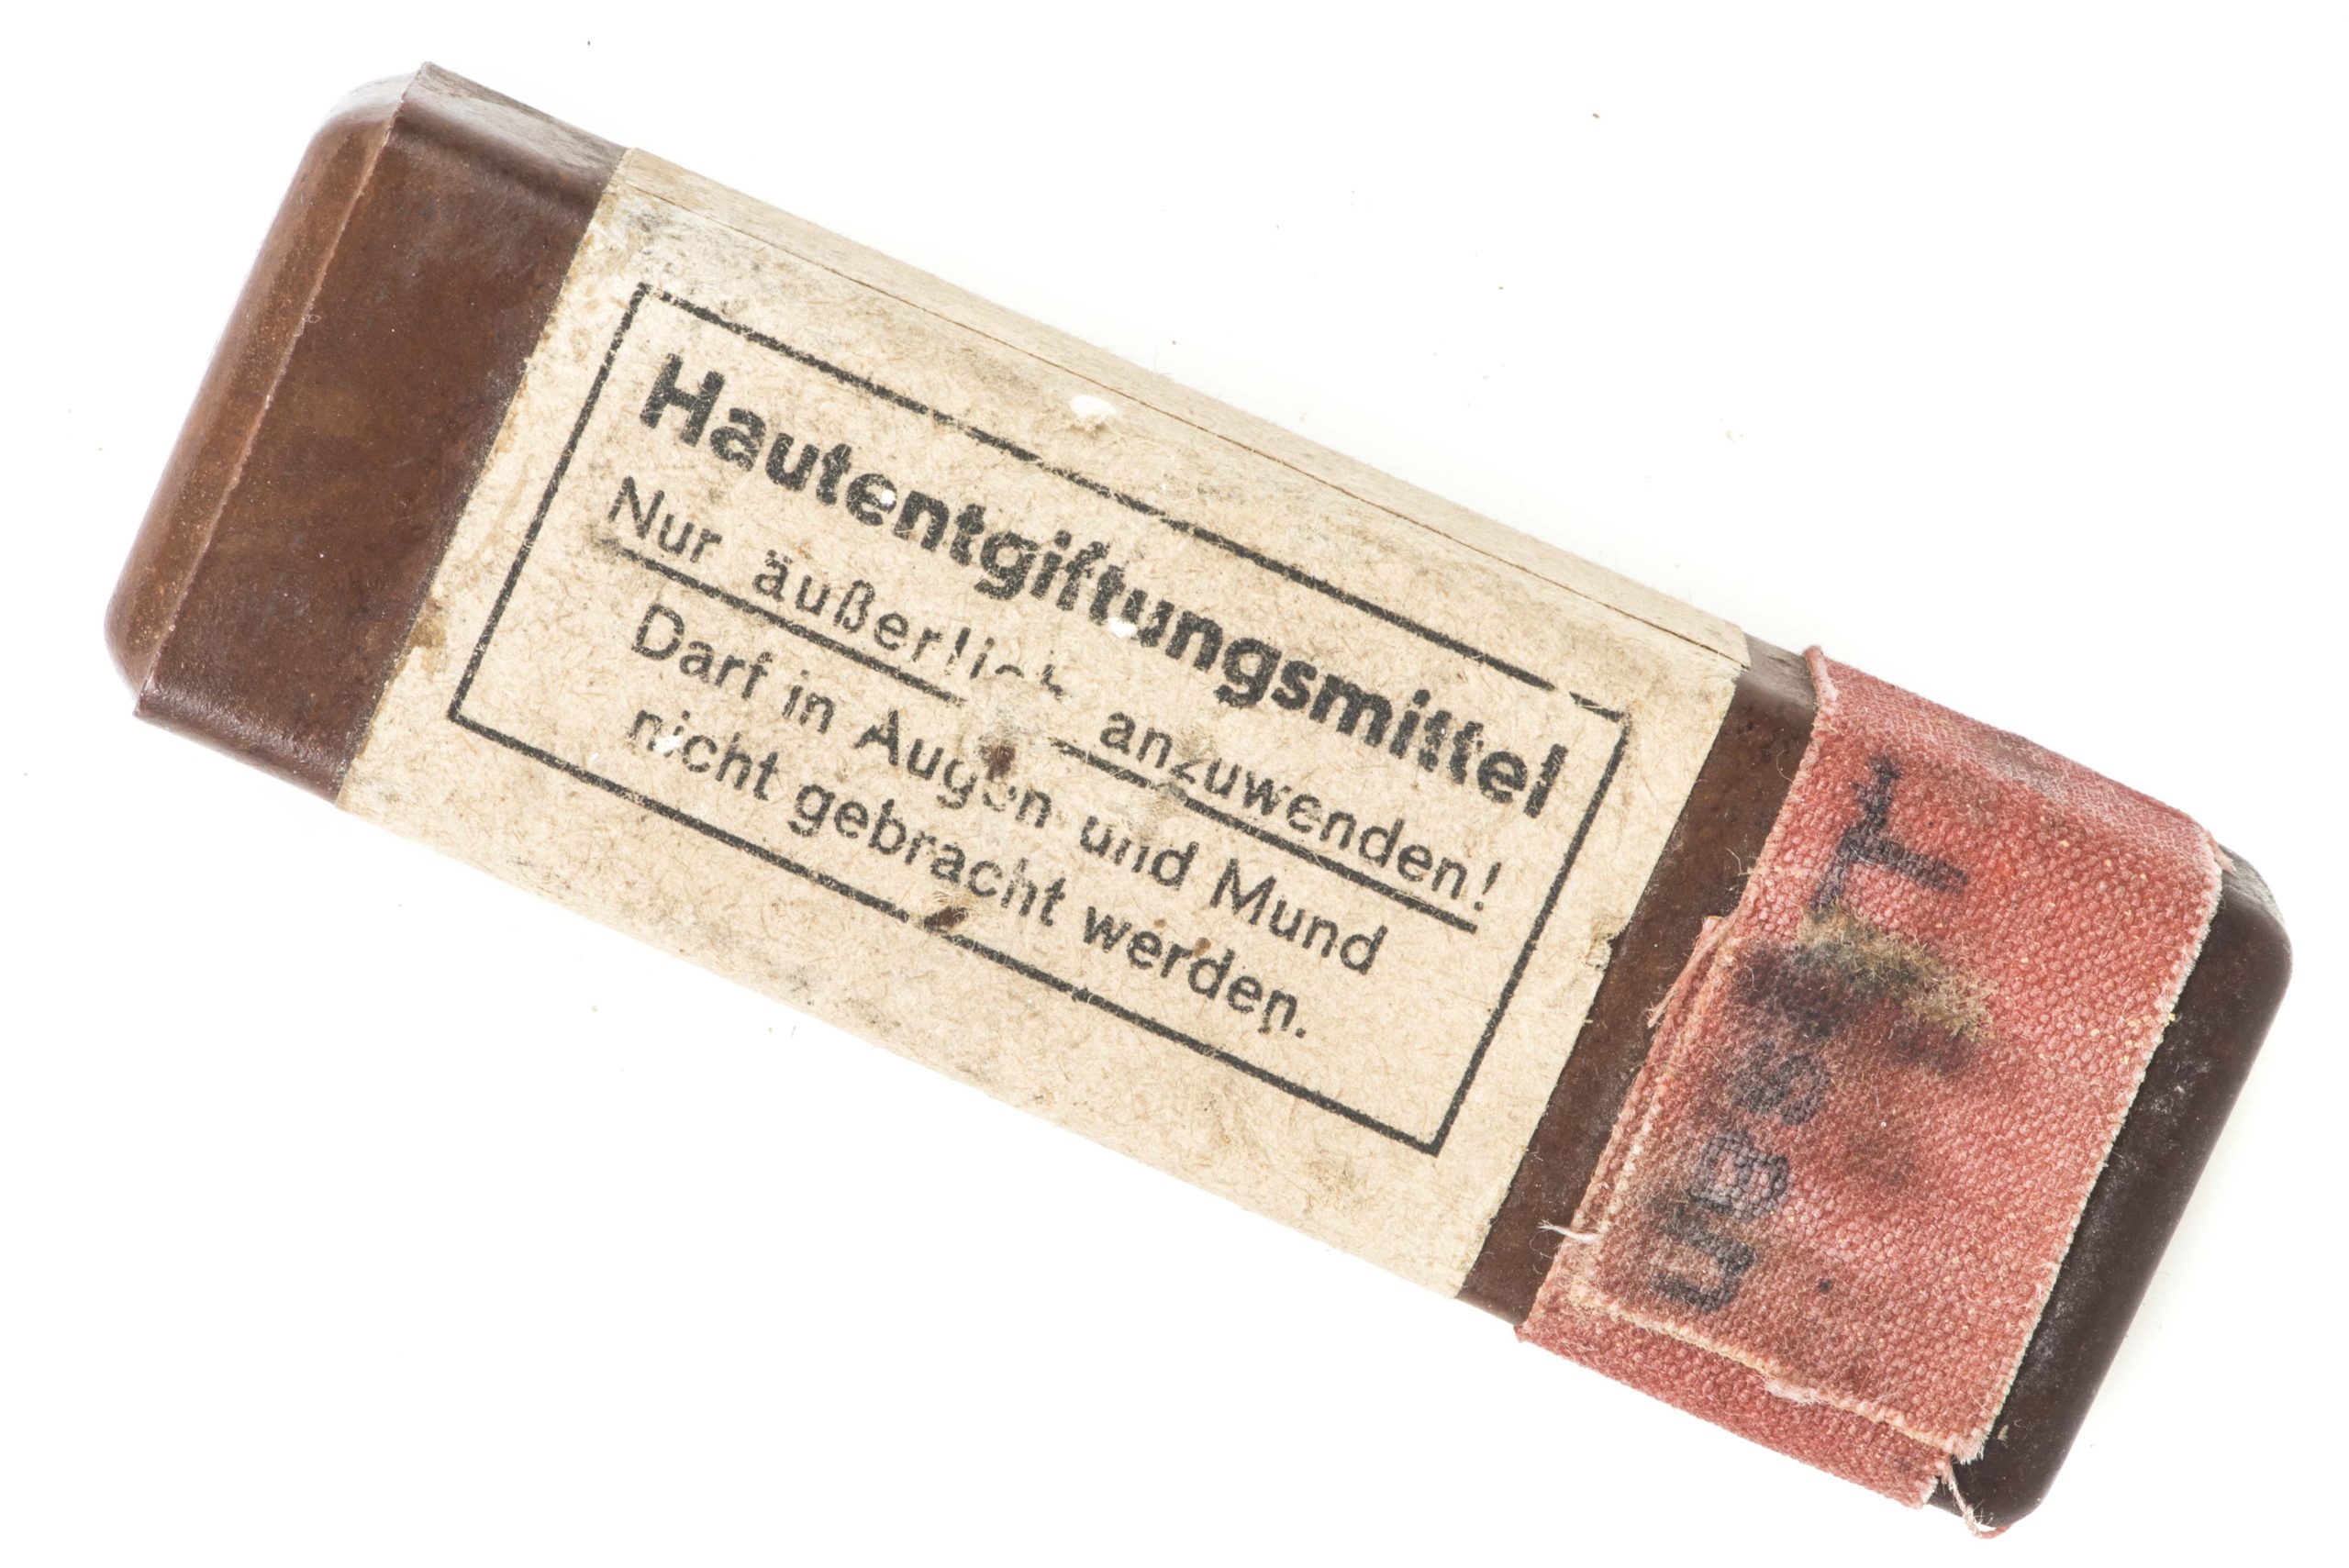 Hautentgiftungsmittel
Nur äußerlich anzuwenden!
Darf in Augen und Mund
nicht gebracht werden.